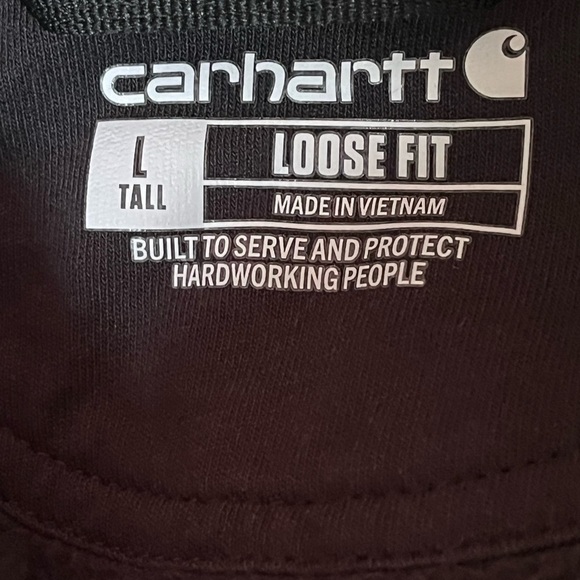 carhartt
L
TALL
LOOSE FIT
MADE IN VIETNAM
BUILT TO SERVE AND PROTECT
HARDWORKING PEOPLE